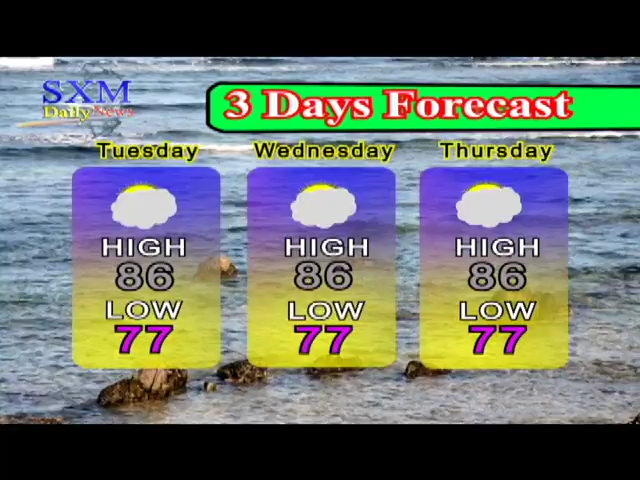 SXM
Daily News
3 Days Forecast
Tuesday
HIGH
86
LOW
77
Wednesday
HIGH
86
LOW
77
Thursday
HIGH
86
LOW
77